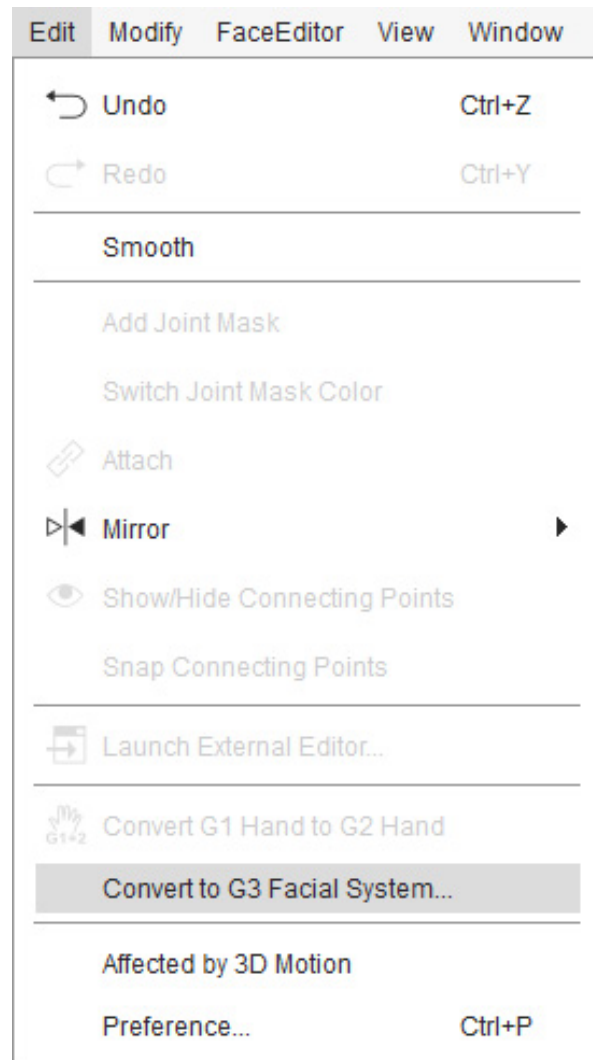 Edit Modify FaceEditor View Window
Undo Ctrl+Z
Redo Ctrl+Y
Smooth
Add Joint Mask
Switch Joint Mask Color
Attach
Mirror
Show/Hide Connecting Points
Snap Connecting Points
Launch External Editor...
G1→2 Convert G1 Hand to G2 Hand
Convert to G3 Facial System...
Affected by 3D Motion
Preference... Ctrl+P